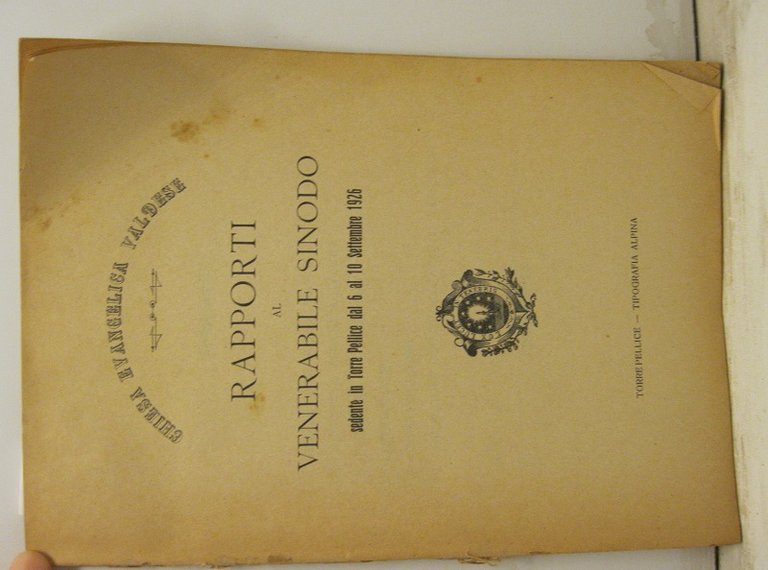 CHIESA EVANGELICA VALDESE
RAPPORTI
AL
VENERABILE SINODO
sedente in Torre Pellice dal 6 al 10 Settembre 1926
TORRE PELLICE — TIPOGRAFIA ALPINA